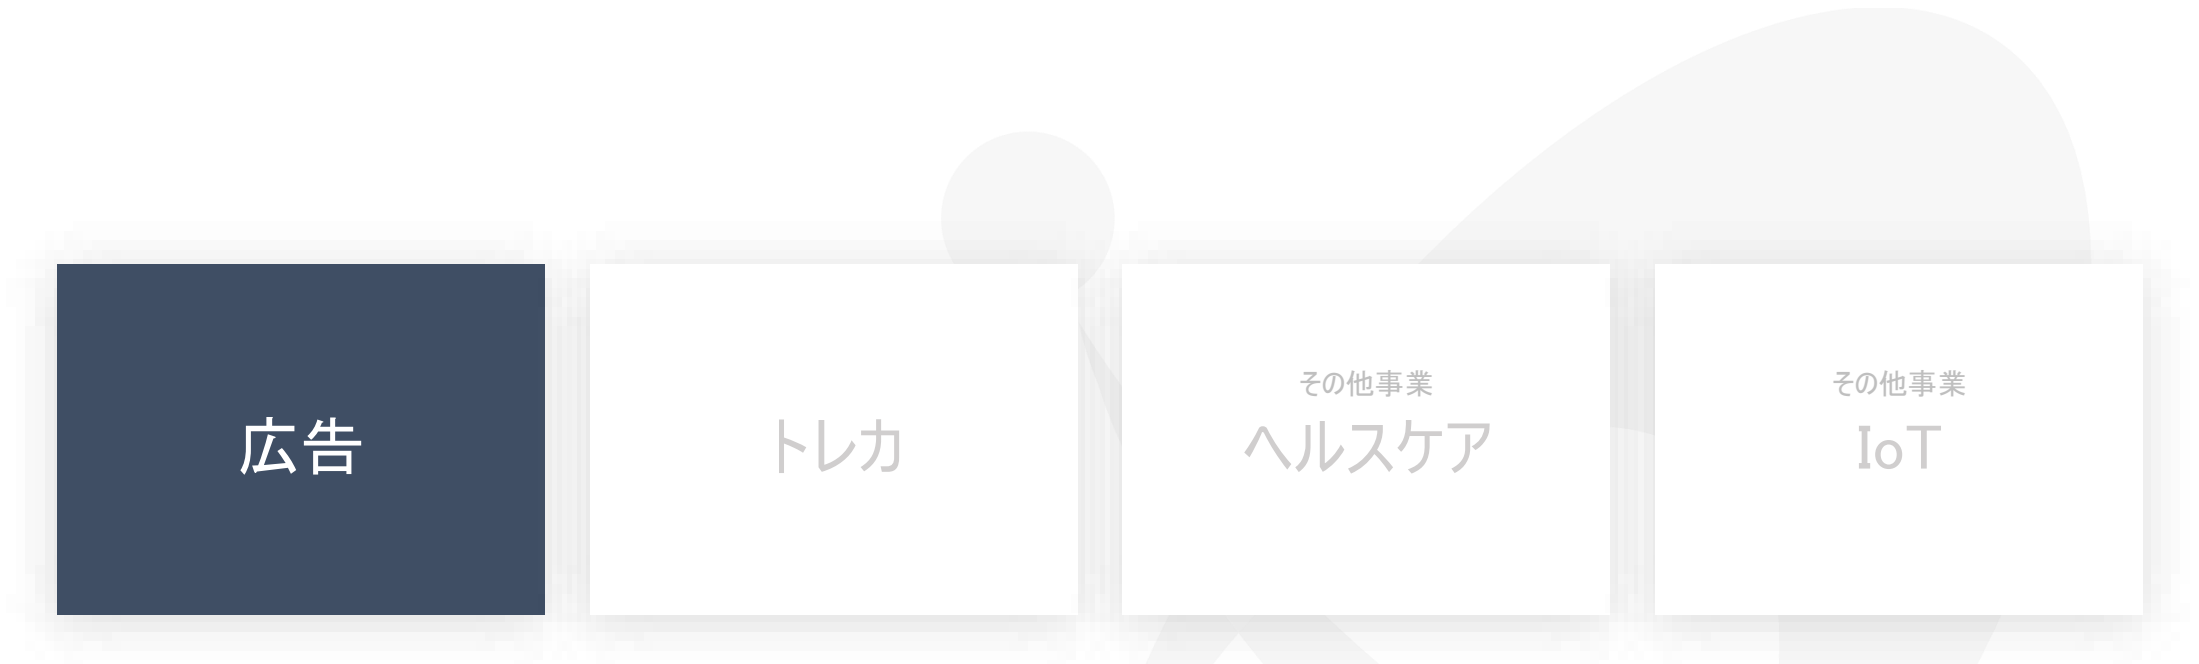 広告
トレカ
その他事業
ヘルスケア
その他事業
IoT